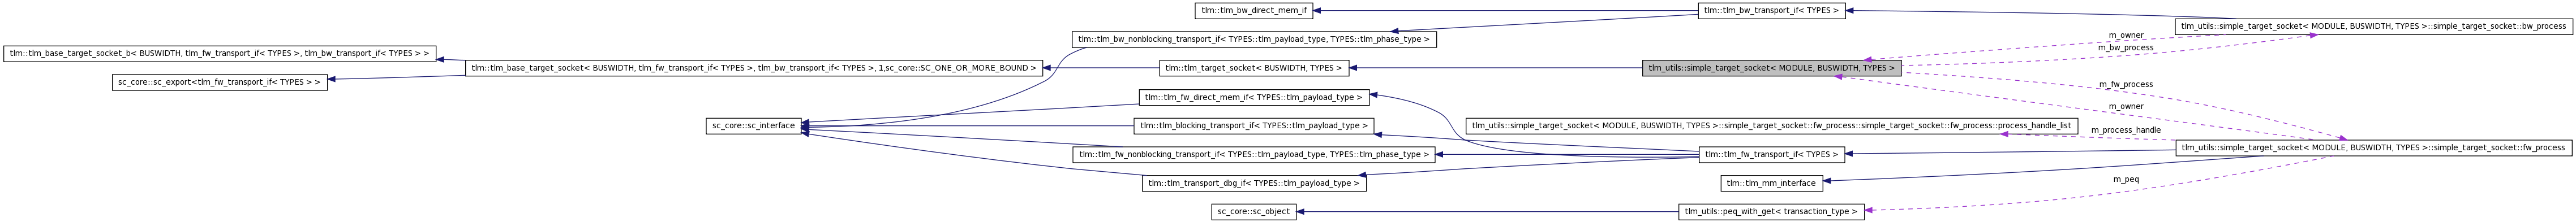 tlm::tlm_bw_direct_mem_if
tlm::tlm_bw_transport_if< TYPES >
tlm_utils::simple_target_socket< MODULE, BUSWIDTH, TYPES >::simple_target_socket::bw_process
tlm::tlm_bw_nonblocking_transport_if< TYPES::tlm_payload_type, TYPES::tlm_phase_type >
m_owner
m_bw_process
tlm::tlm_base_target_socket_b< BUSWIDTH, tlm_fw_transport_if< TYPES >, tlm_bw_transport_if< TYPES > >
tlm::tlm_base_target_socket< BUSWIDTH, tlm_fw_transport_if< TYPES >, tlm_bw_transport_if< TYPES >, 1,sc_core::SC_ONE_OR_MORE_BOUND >
tlm::tlm_target_socket< BUSWIDTH, TYPES >
tlm_utils::simple_target_socket< MODULE, BUSWIDTH, TYPES >
sc_core::sc_export<tlm_fw_transport_if< TYPES > >
m_fw_process
tlm::tlm_fw_direct_mem_if< TYPES::tlm_payload_type >
m_owner
sc_core::sc_interface
tlm::tlm_blocking_transport_if< TYPES::tlm_payload_type >
tlm_utils::simple_target_socket< MODULE, BUSWIDTH, TYPES >::simple_target_socket::fw_process::simple_target_socket::fw_process::process_handle_list
m_process_handle
tlm_utils::simple_target_socket< MODULE, BUSWIDTH, TYPES >::simple_target_socket::fw_process
tlm::tlm_fw_nonblocking_transport_if< TYPES::tlm_payload_type, TYPES::tlm_phase_type >
tlm::tlm_fw_transport_if< TYPES >
tlm::tlm_transport_dbg_if< TYPES::tlm_payload_type >
tlm::tlm_mm_interface
m_peq
sc_core::sc_object
tlm_utils::peq_with_get< transaction_type >